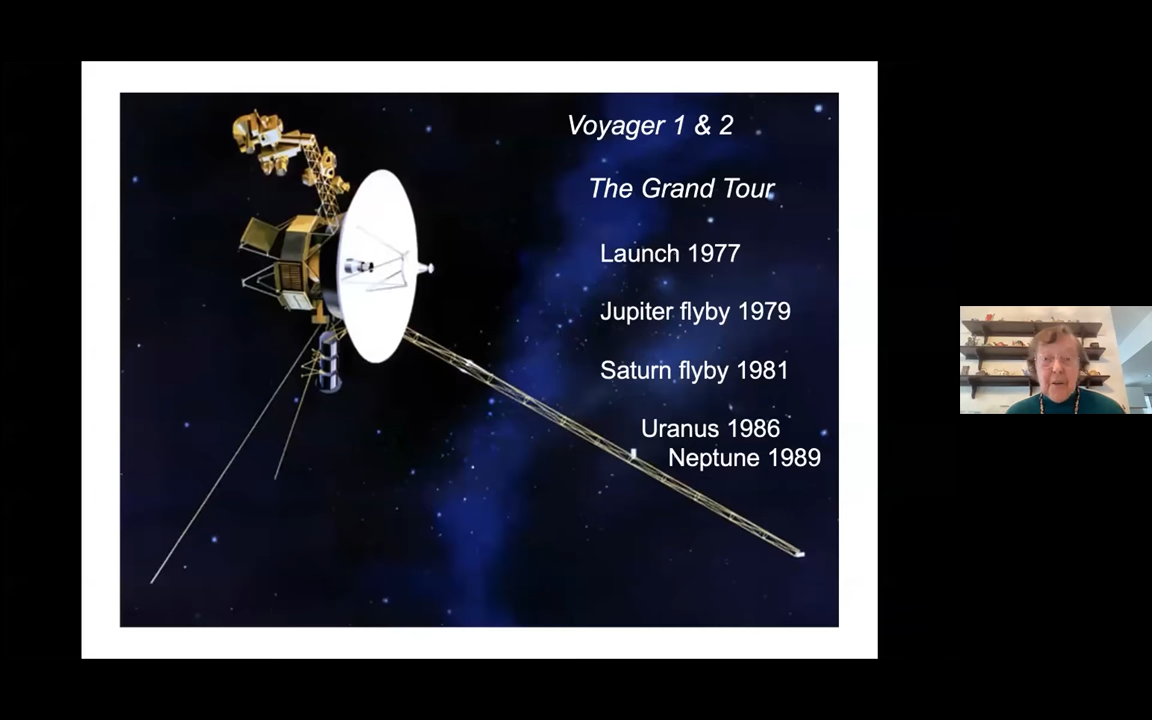 Voyager 1 & 2
The Grand Tour
Launch 1977
Jupiter flyby 1979
Saturn flyby 1981
Uranus 1986
Neptune 1989